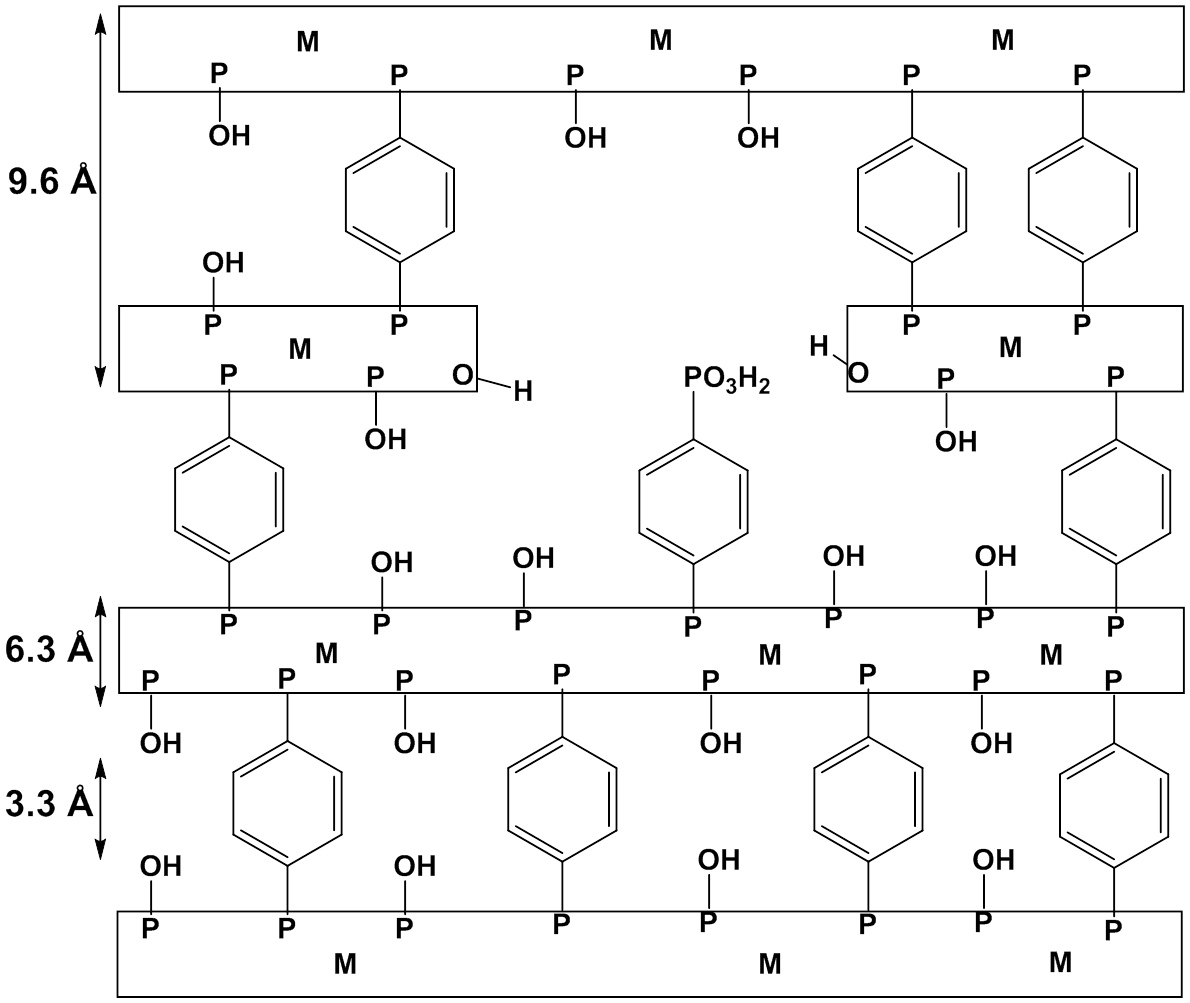 M M M
P P P P P P
OH OH OH
9.6 Å
OH
P P P P
M M
H
P P O H O P P
PO3H2
OH OH
OH OH OH OH
P P P P P P P
6.3 Å
M M M
P P P P P P P P
OH OH OH OH
3.3 Å
OH OH OH OH
P P P P P P P P
M M M